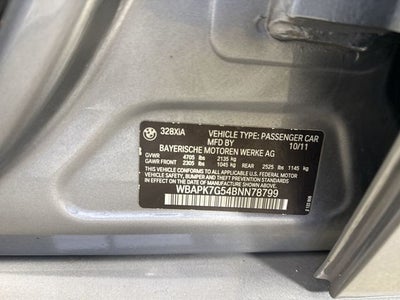 328XiA
VEHICLE TYPE: PASSENGER CAR
MFD BY 10/11
BAYERISCHE MOTOREN WERKE AG
GVWR 4705 lbs 2135 kg
GAWR FRONT 2305 lbs 1045 kg REAR 2525 lbs 1145 kg
THIS VEHICLE CONFORMS TO ALL APPLICABLE U.S. FEDERAL MOTOR
VEHICLE SAFETY, BUMPER, AND THEFT PREVENTION STANDARDS
IN EFFECT ON THE DATE OF MANUFACTURE SHOWN ABOVE.
WBAPK7G54BNN78799